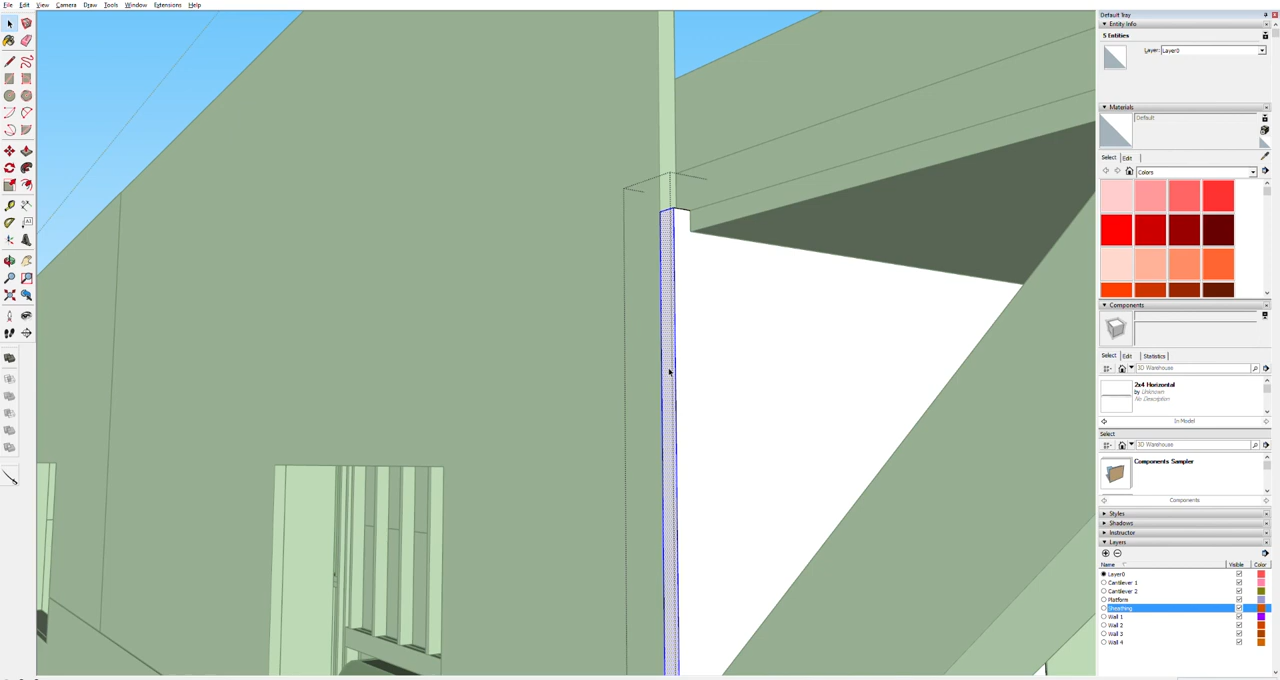 File Edit View Camera Draw Tools Window Extensions Help
Default Tray
Entity Info
5 Entities
Layer: Layer0
Materials
Default
Select Edit
Colors
Components
Select Edit Statistics
3D Warehouse
2x4 Horizontal
by Unknown
No Description
In Model
Select
3D Warehouse
Components Sampler
Components
Styles
Shadows
Instructor
Layers
Name Visible Color
Layer0
Cantilever 1
Cantilever 2
Platform
Sheathing
Wall 1
Wall 2
Wall 3
Wall 4